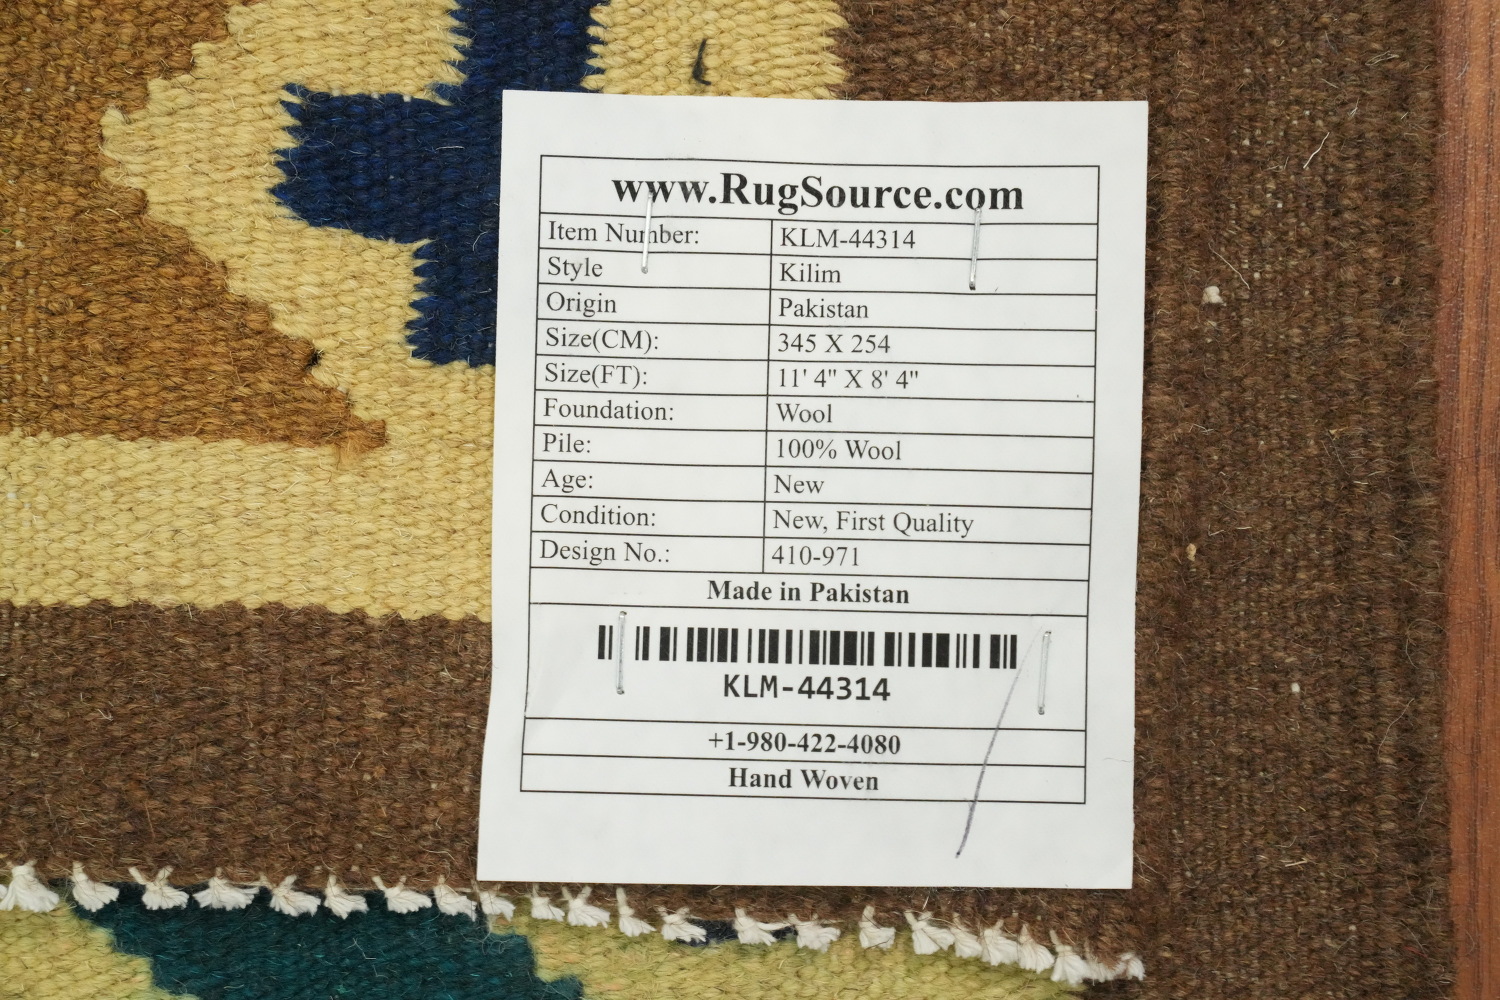 www.RugSource.com
Item Number: KLM-44314
Style Kilim
Origin Pakistan
Size(CM): 345 X 254
Size(FT): 11' 4" X 8' 4"
Foundation: Wool
Pile: 100% Wool
Age: New
Condition: New, First Quality
Design No.: 410-971
Made in Pakistan
KLM-44314
+1-980-422-4080
Hand Woven